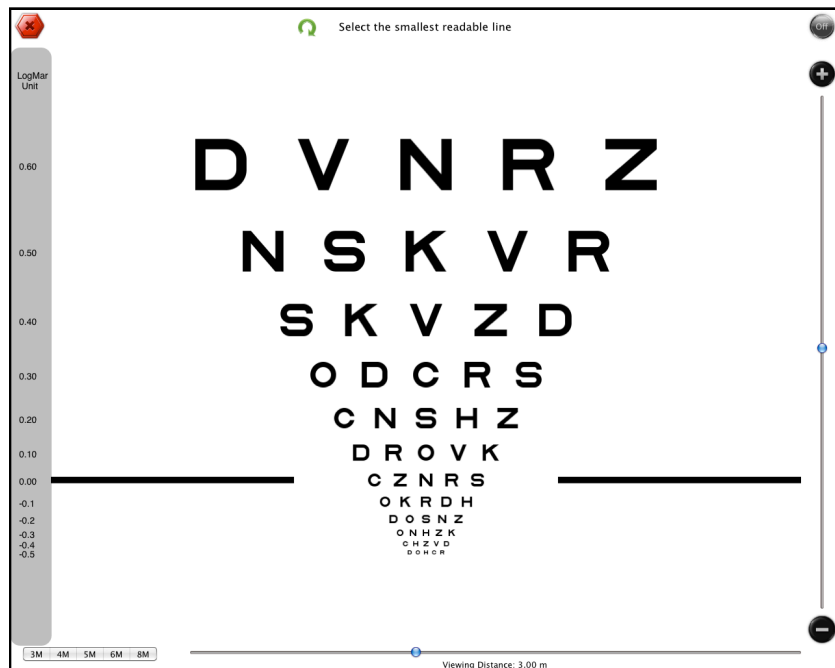 Select the smallest readable line
Off
LogMar
Unit
0.60 D V N R Z
0.50 N S K V R
0.40 S K V Z D
0.30 O D C R S
0.20 C N S H Z
0.10 D R O V K
0.00 C Z N R S
-0.1 O K R D H
-0.2 D O S N Z
-0.3 O N H Z K
-0.4 C H Z V D
-0.5 D O H C R
3M 4M 5M 6M 8M
Viewing Distance: 3.00 m